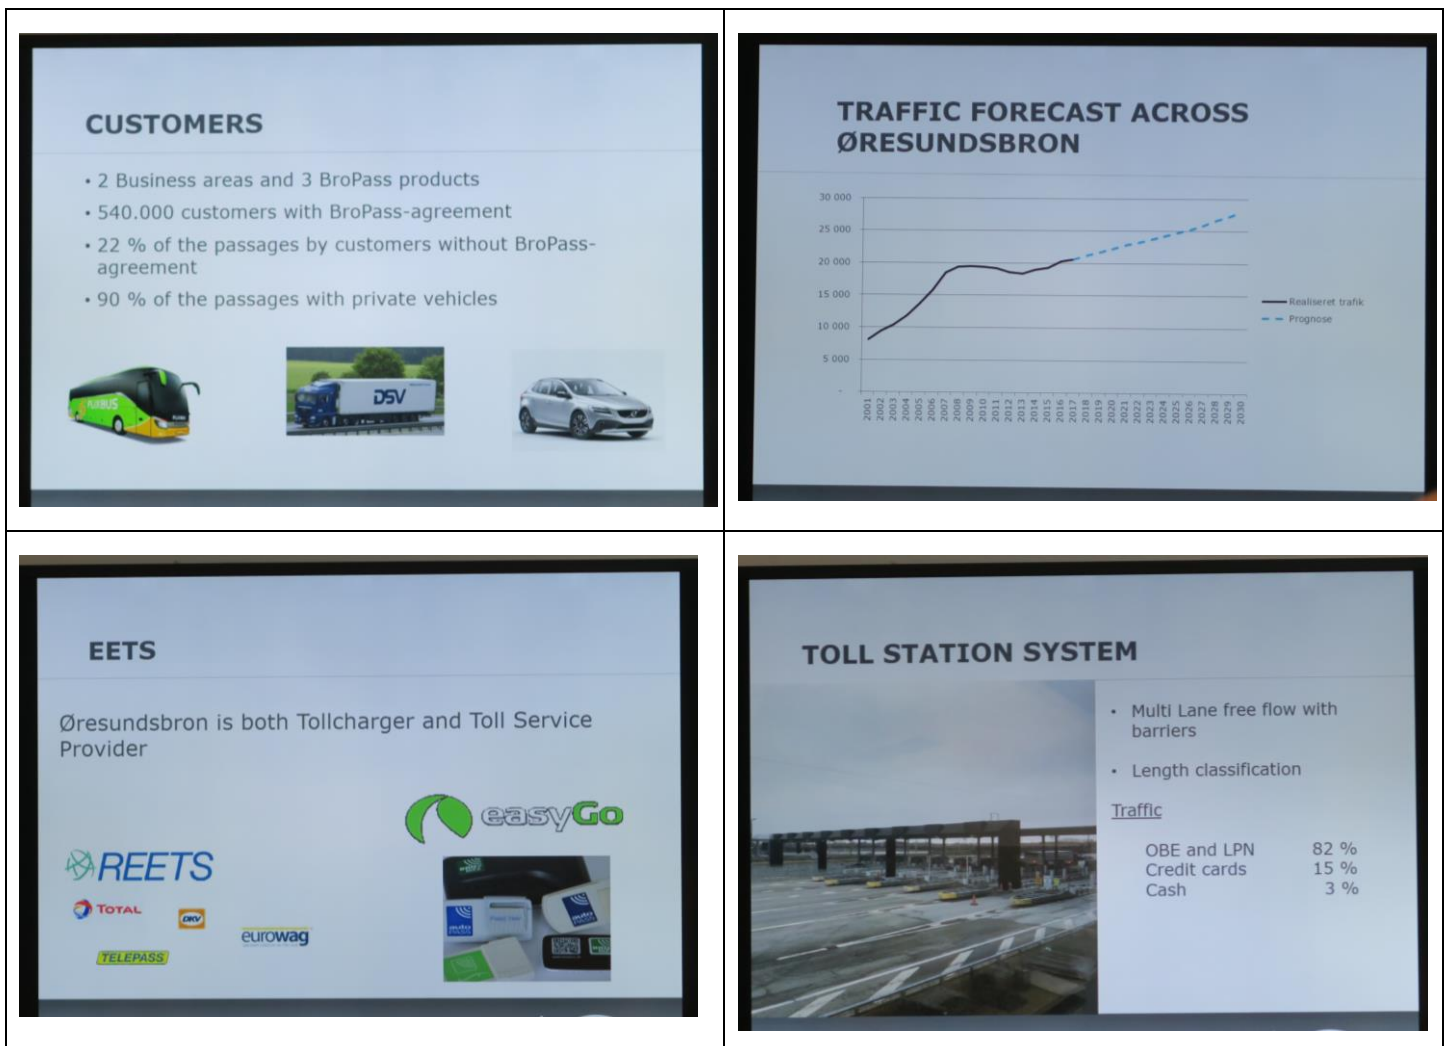 CUSTOMERS
• 2 Business areas and 3 BroPass products
• 540.000 customers with BroPass-agreement
• 22 % of the passages by customers without BroPass-
agreement
• 90 % of the passages with private vehicles
FLIXBUS
DSV
TRAFFIC FORECAST ACROSS
ØRESUNDSBRON
30 000
25 000
20 000
15 000
10 000
5 000
-
2001
2002
2003
2004
2005
2006
2007
2008
2009
2010
2011
2012
2013
2014
2015
2016
2017
2018
2019
2020
2021
2022
2023
2024
2025
2026
2027
2028
2029
2030
Realiseret trafik
Prognose
EETS
Øresundsbron is both Tollcharger and Toll Service
Provider
easyGo
REETS
TOTAL
DKV
eurowag
TELEPASS
auto
PASS
auto
PASS
TOLL STATION SYSTEM
• Multi Lane free flow with
barriers
• Length classification
Traffic
OBE and LPN 82 %
Credit cards 15 %
Cash 3 %